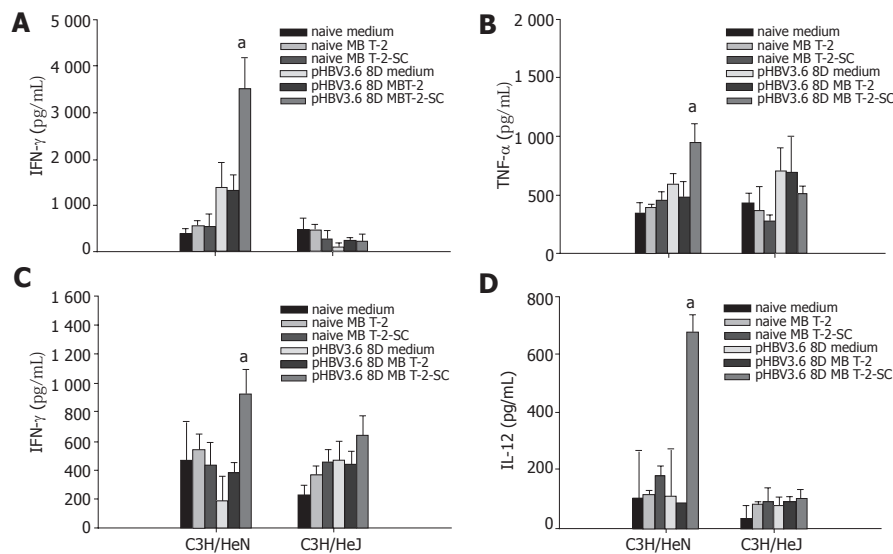 A
5 000
4 000
3 000
2 000
1 000
0
IFN-γ (pg/mL)
a
naive medium
naive MB T-2
naive MB T-2-SC
pHBV3.6 8D medium
pHBV3.6 8D MBT-2
pHBV3.6 8D MBT-2-SC
B
2 000
1 500
1 000
500
0
TNF-α (pg/mL)
a
naive medium
naive MB T-2
naive MB T-2-SC
pHBV3.6 8D medium
pHBV3.6 8D MB T-2
pHBV3.6 8D MB T-2-SC
C
1 600
1 400
1 200
1 000
800
600
400
200
0
IFN-γ (pg/mL)
a
naive medium
naive MB T-2
naive MB T-2-SC
pHBV3.6 8D medium
pHBV3.6 8D MB T-2
pHBV3.6 8D MB T-2-SC
C3H/HeN C3H/HeJ
D
800
600
400
200
0
IL-12 (pg/mL)
a
naive medium
naive MB T-2
naive MB T-2-SC
pHBV3.6 8D medium
pHBV3.6 8D MB T-2
pHBV3.6 8D MB T-2-SC
C3H/HeN C3H/HeJ